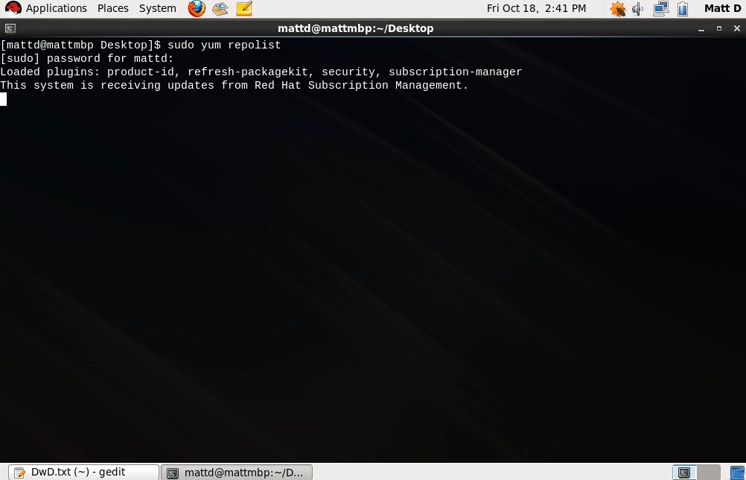 Applications Places System Fri Oct 18, 2:41 PM Matt D
mattd@mattmbp:~/Desktop
[mattd@mattmbp Desktop]$ sudo yum repolist
[sudo] password for mattd:
Loaded plugins: product-id, refresh-packagekit, security, subscription-manager
This system is receiving updates from Red Hat Subscription Management.
DwD.txt (~) - gedit mattd@mattmbp:~/D...